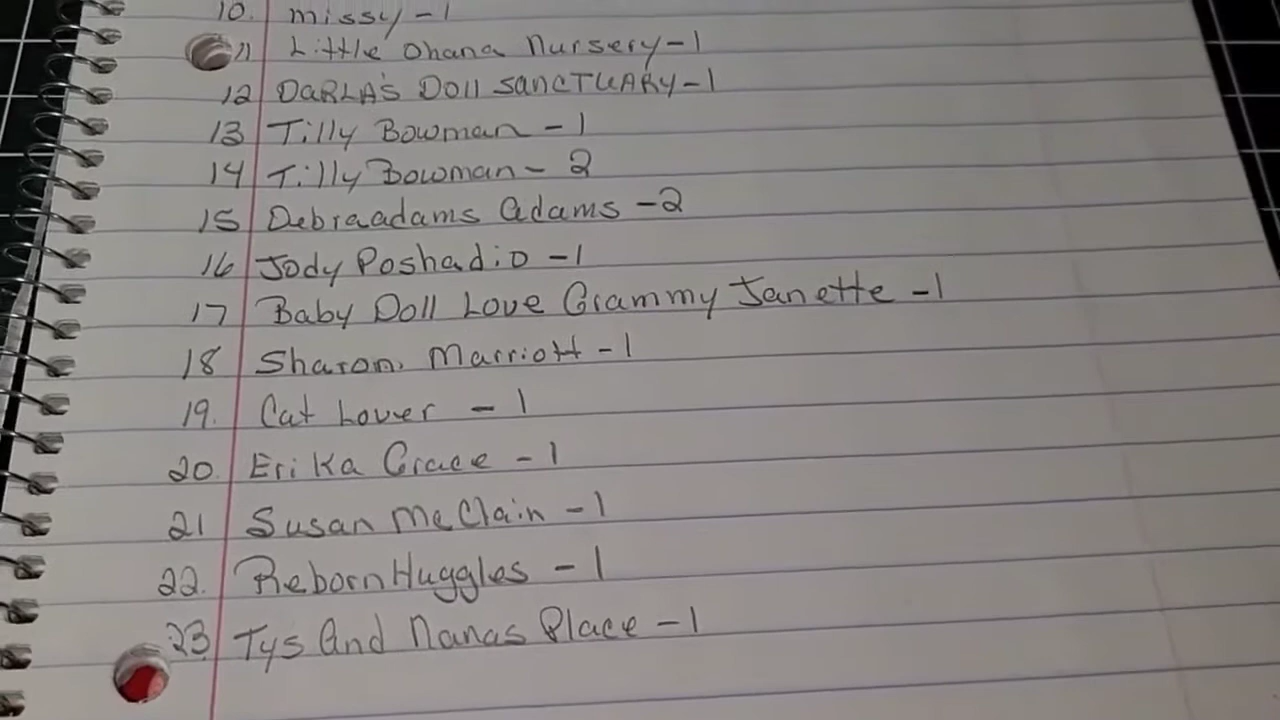 10. missy-1
11 Little Ohana Nursery-1
12 DARLA'S Doll SANCTUARY-1
13 Tilly Bowman -1
14 Tilly Bowman- 2
15 Debraadams Adams -2
16 Jody Poshadio -1
17 Baby Doll Love Grammy Janette -1
18 Sharon. Marriott -1
19. Cat Lover - 1
20. Erika Grace -1
21 Susan McClain -1
22. RebornHuggles -1
23. Tys And Nanas Place -1